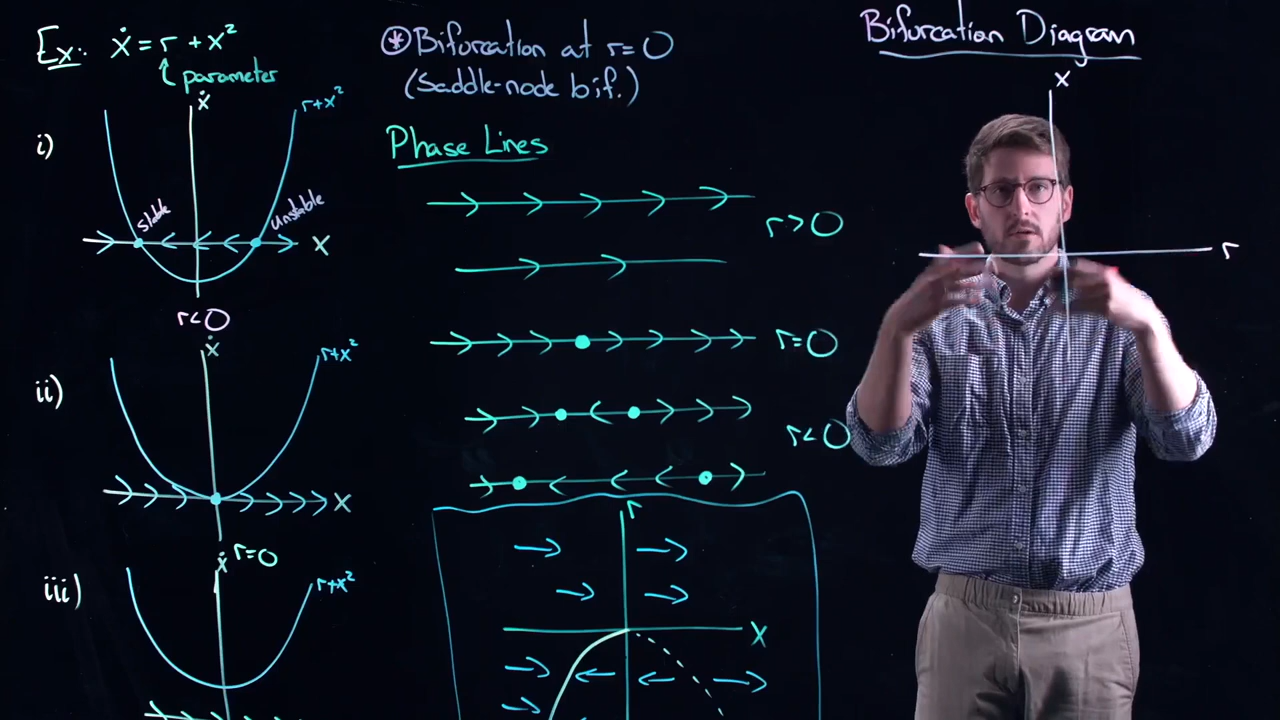 Ex: ẋ = r + x²
parameter
i)
ẋ
r+x²
stable
unstable
x
r<0
ii)
ẋ
r+x²
x
r=0
iii)
ẋ
r+x²
* Bifurcation at r=0
(Saddle-node bif.)
Phase Lines
r>0
r=0
r<0
r
x
Bifurcation Diagram
x
r